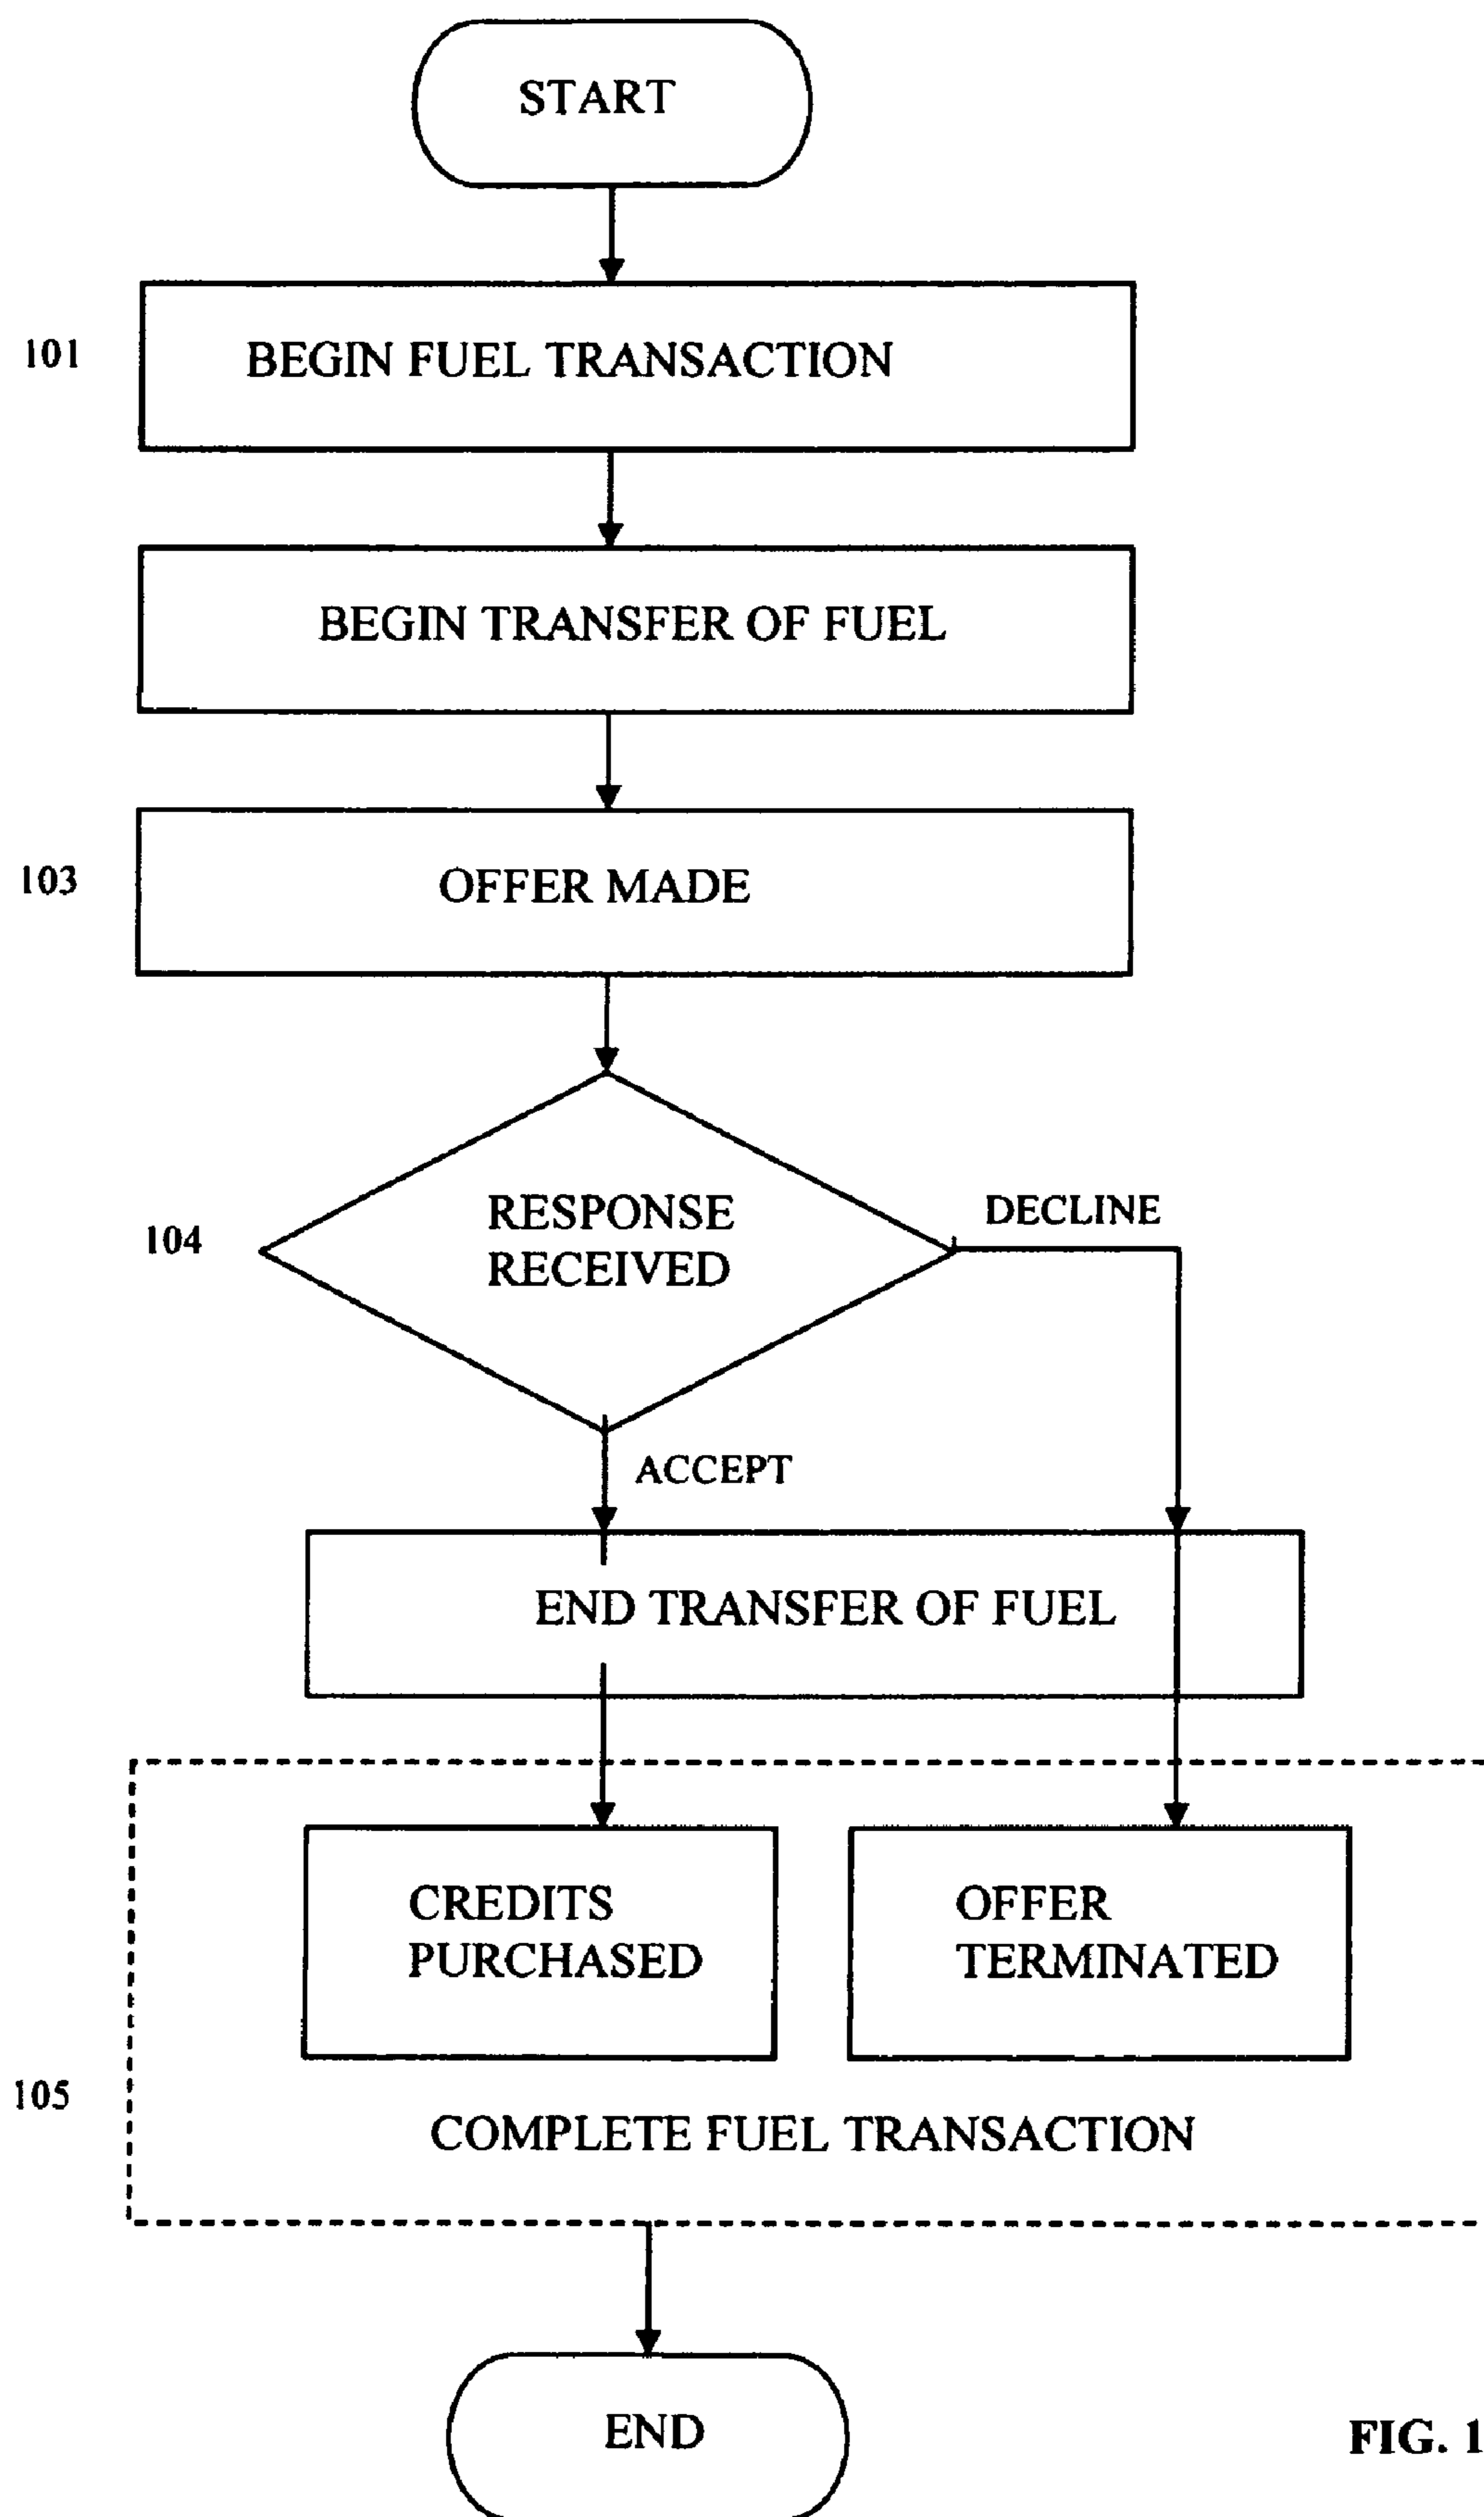 START
101
BEGIN FUEL TRANSACTION
BEGIN TRANSFER OF FUEL
103
OFFER MADE
104
RESPONSE
RECEIVED
DECLINE
ACCEPT
END TRANSFER OF FUEL
CREDITS
PURCHASED
OFFER
TERMINATED
105
COMPLETE FUEL TRANSACTION
END
FIG. 1